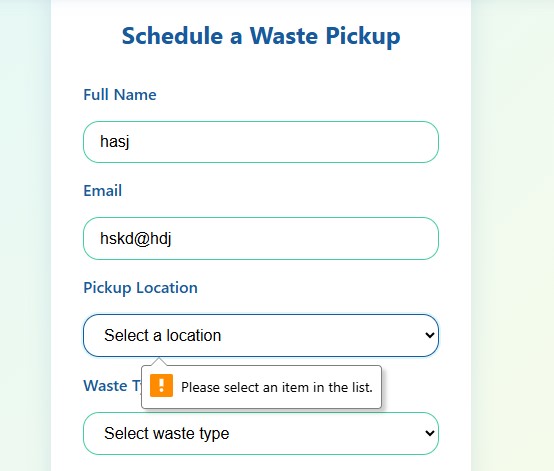 Schedule a Waste Pickup
Full Name
hasj
Email
hskd@hdj
Pickup Location
Select a location
Please select an item in the list.
Waste
Select waste type